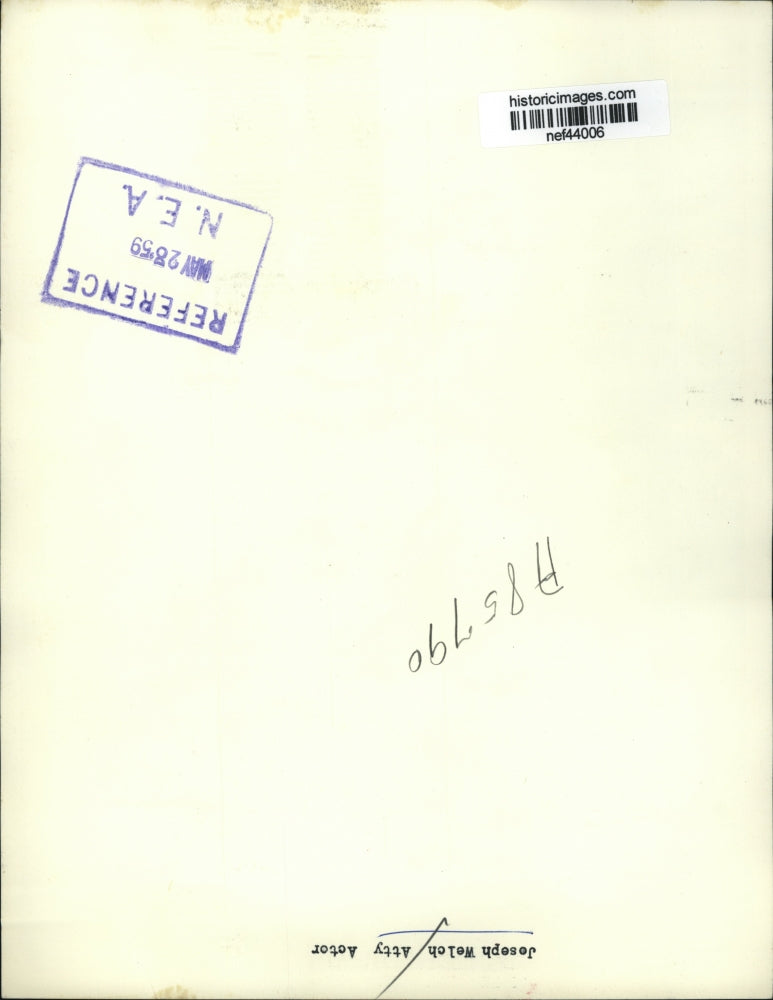 historicimages.com
nef44006
REFERENCE
MAY 28 '59
N.E.A.
A85790
Joseph Welch Atty Actor